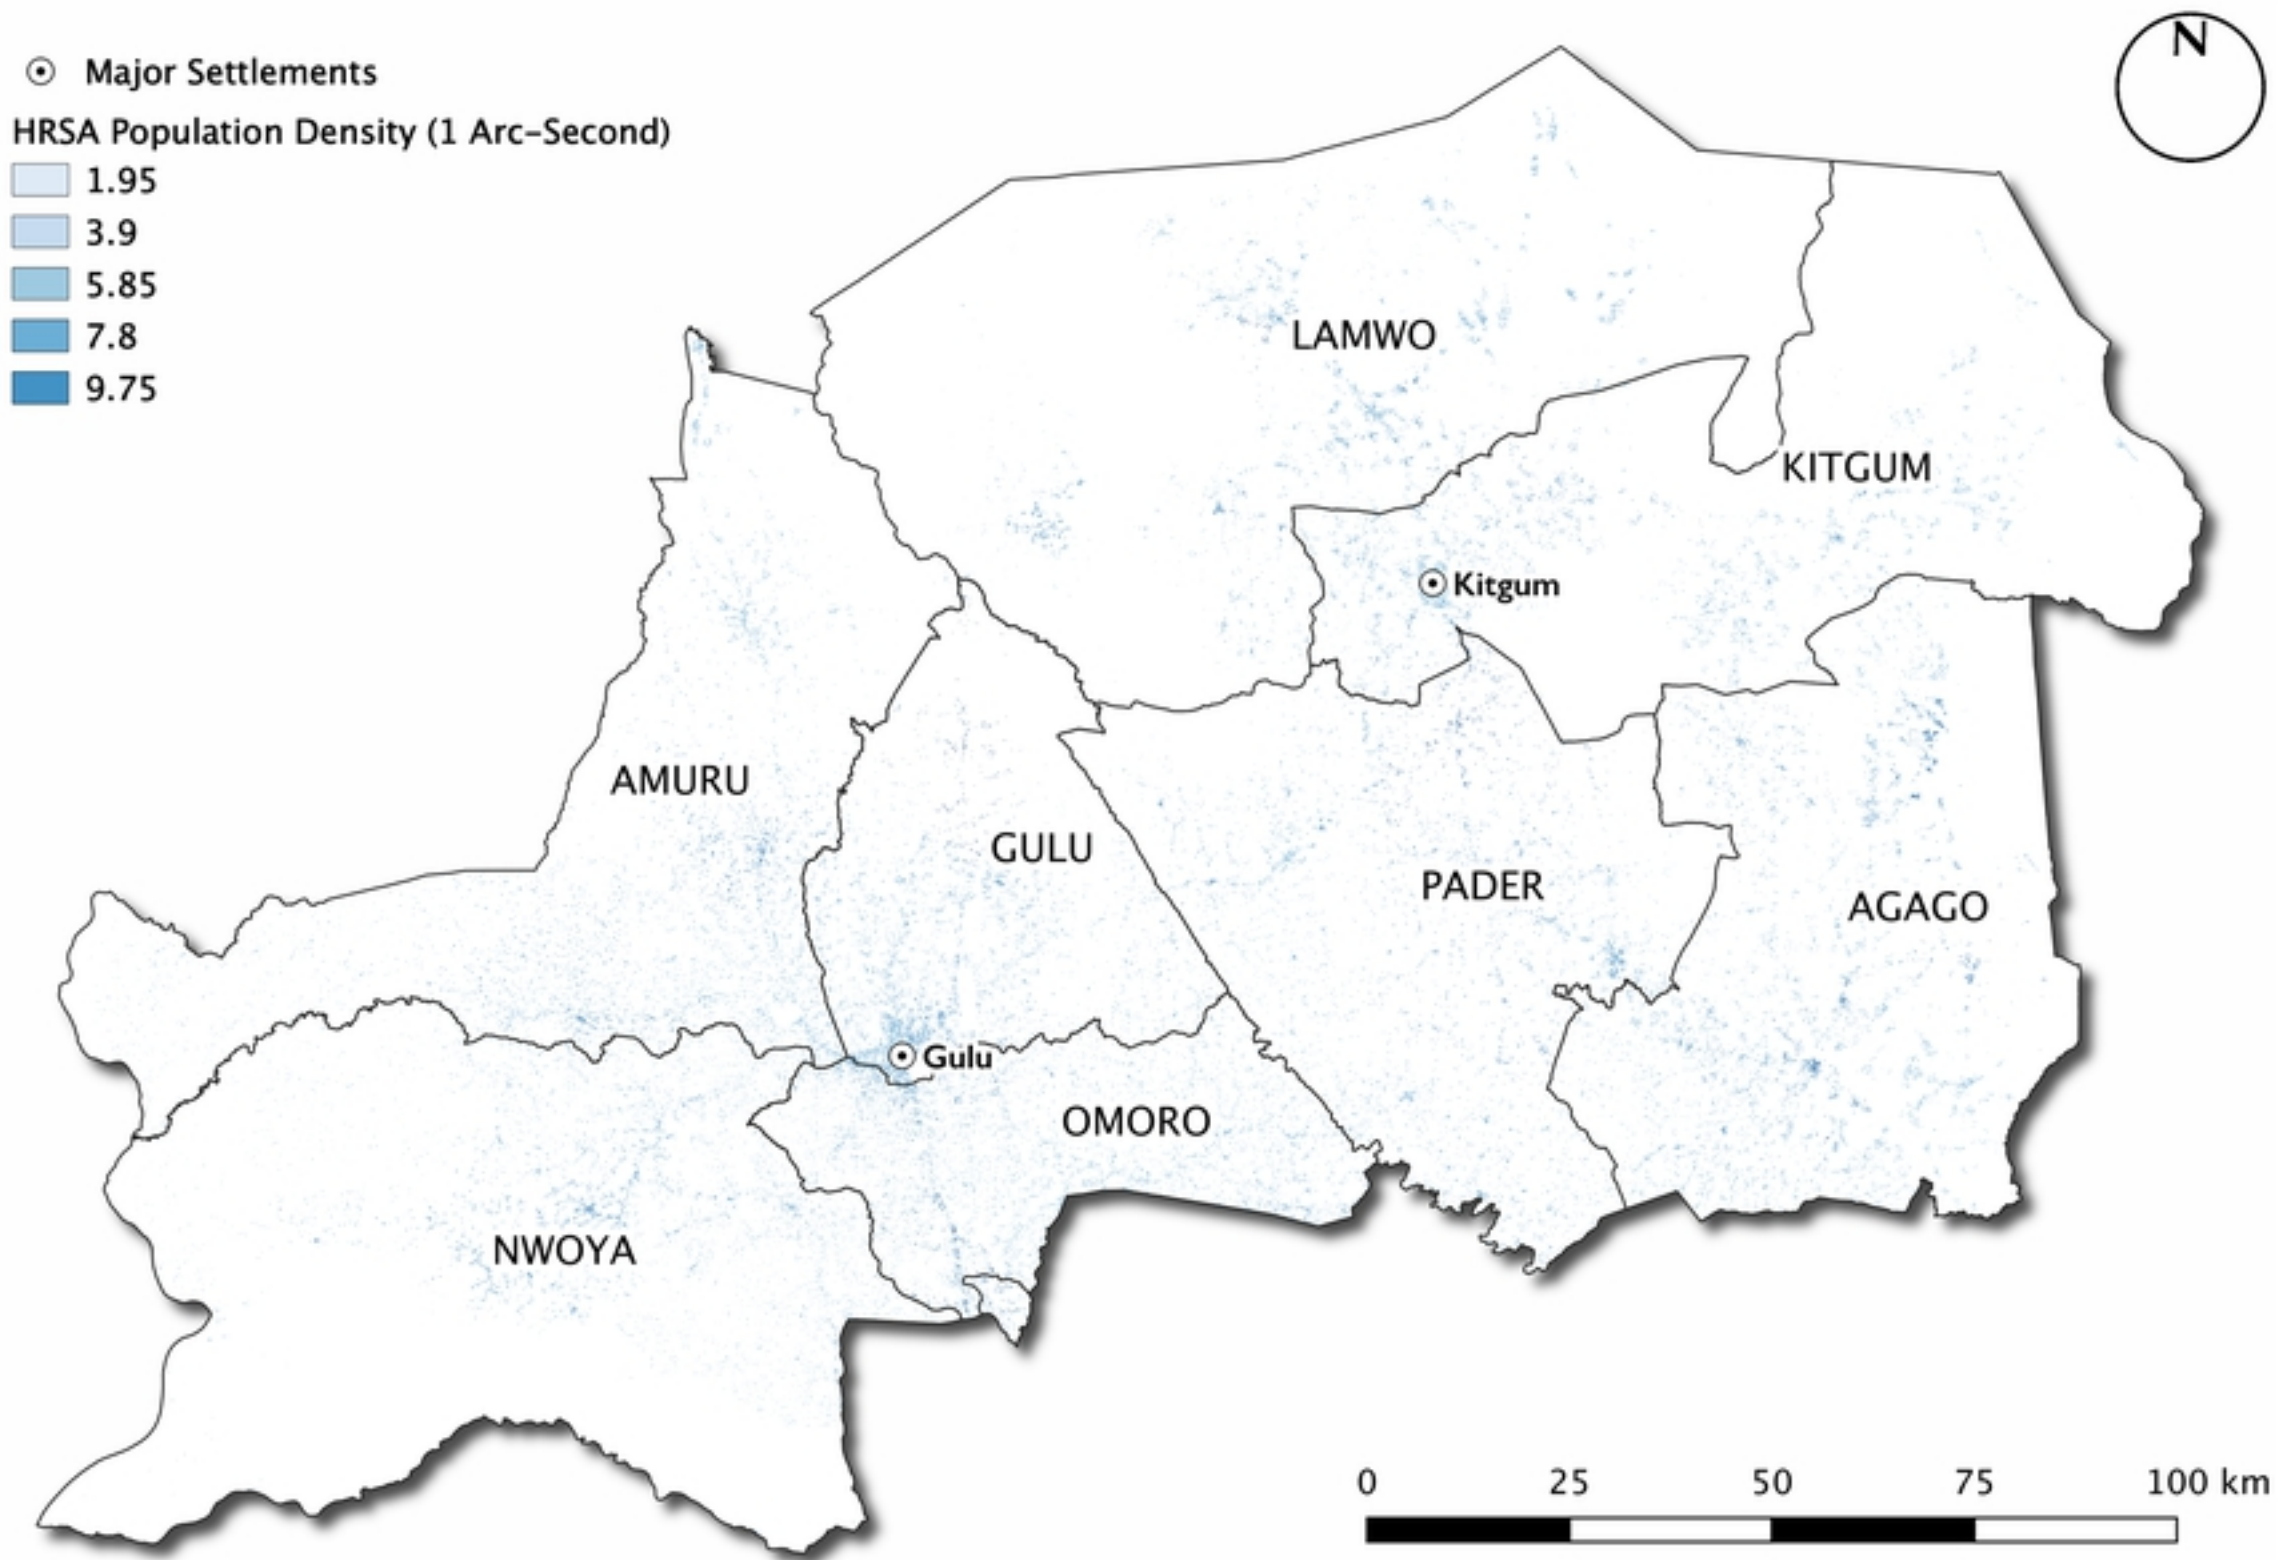 N
Major Settlements
HRSA Population Density (1 Arc-Second)
1.95
3.9
5.85
7.8
9.75
LAMWO
KITGUM
Kitgum
AMURU
GULU
PADER
AGAGO
Gulu
OMORO
NWOYA
0 25 50 75 100 km